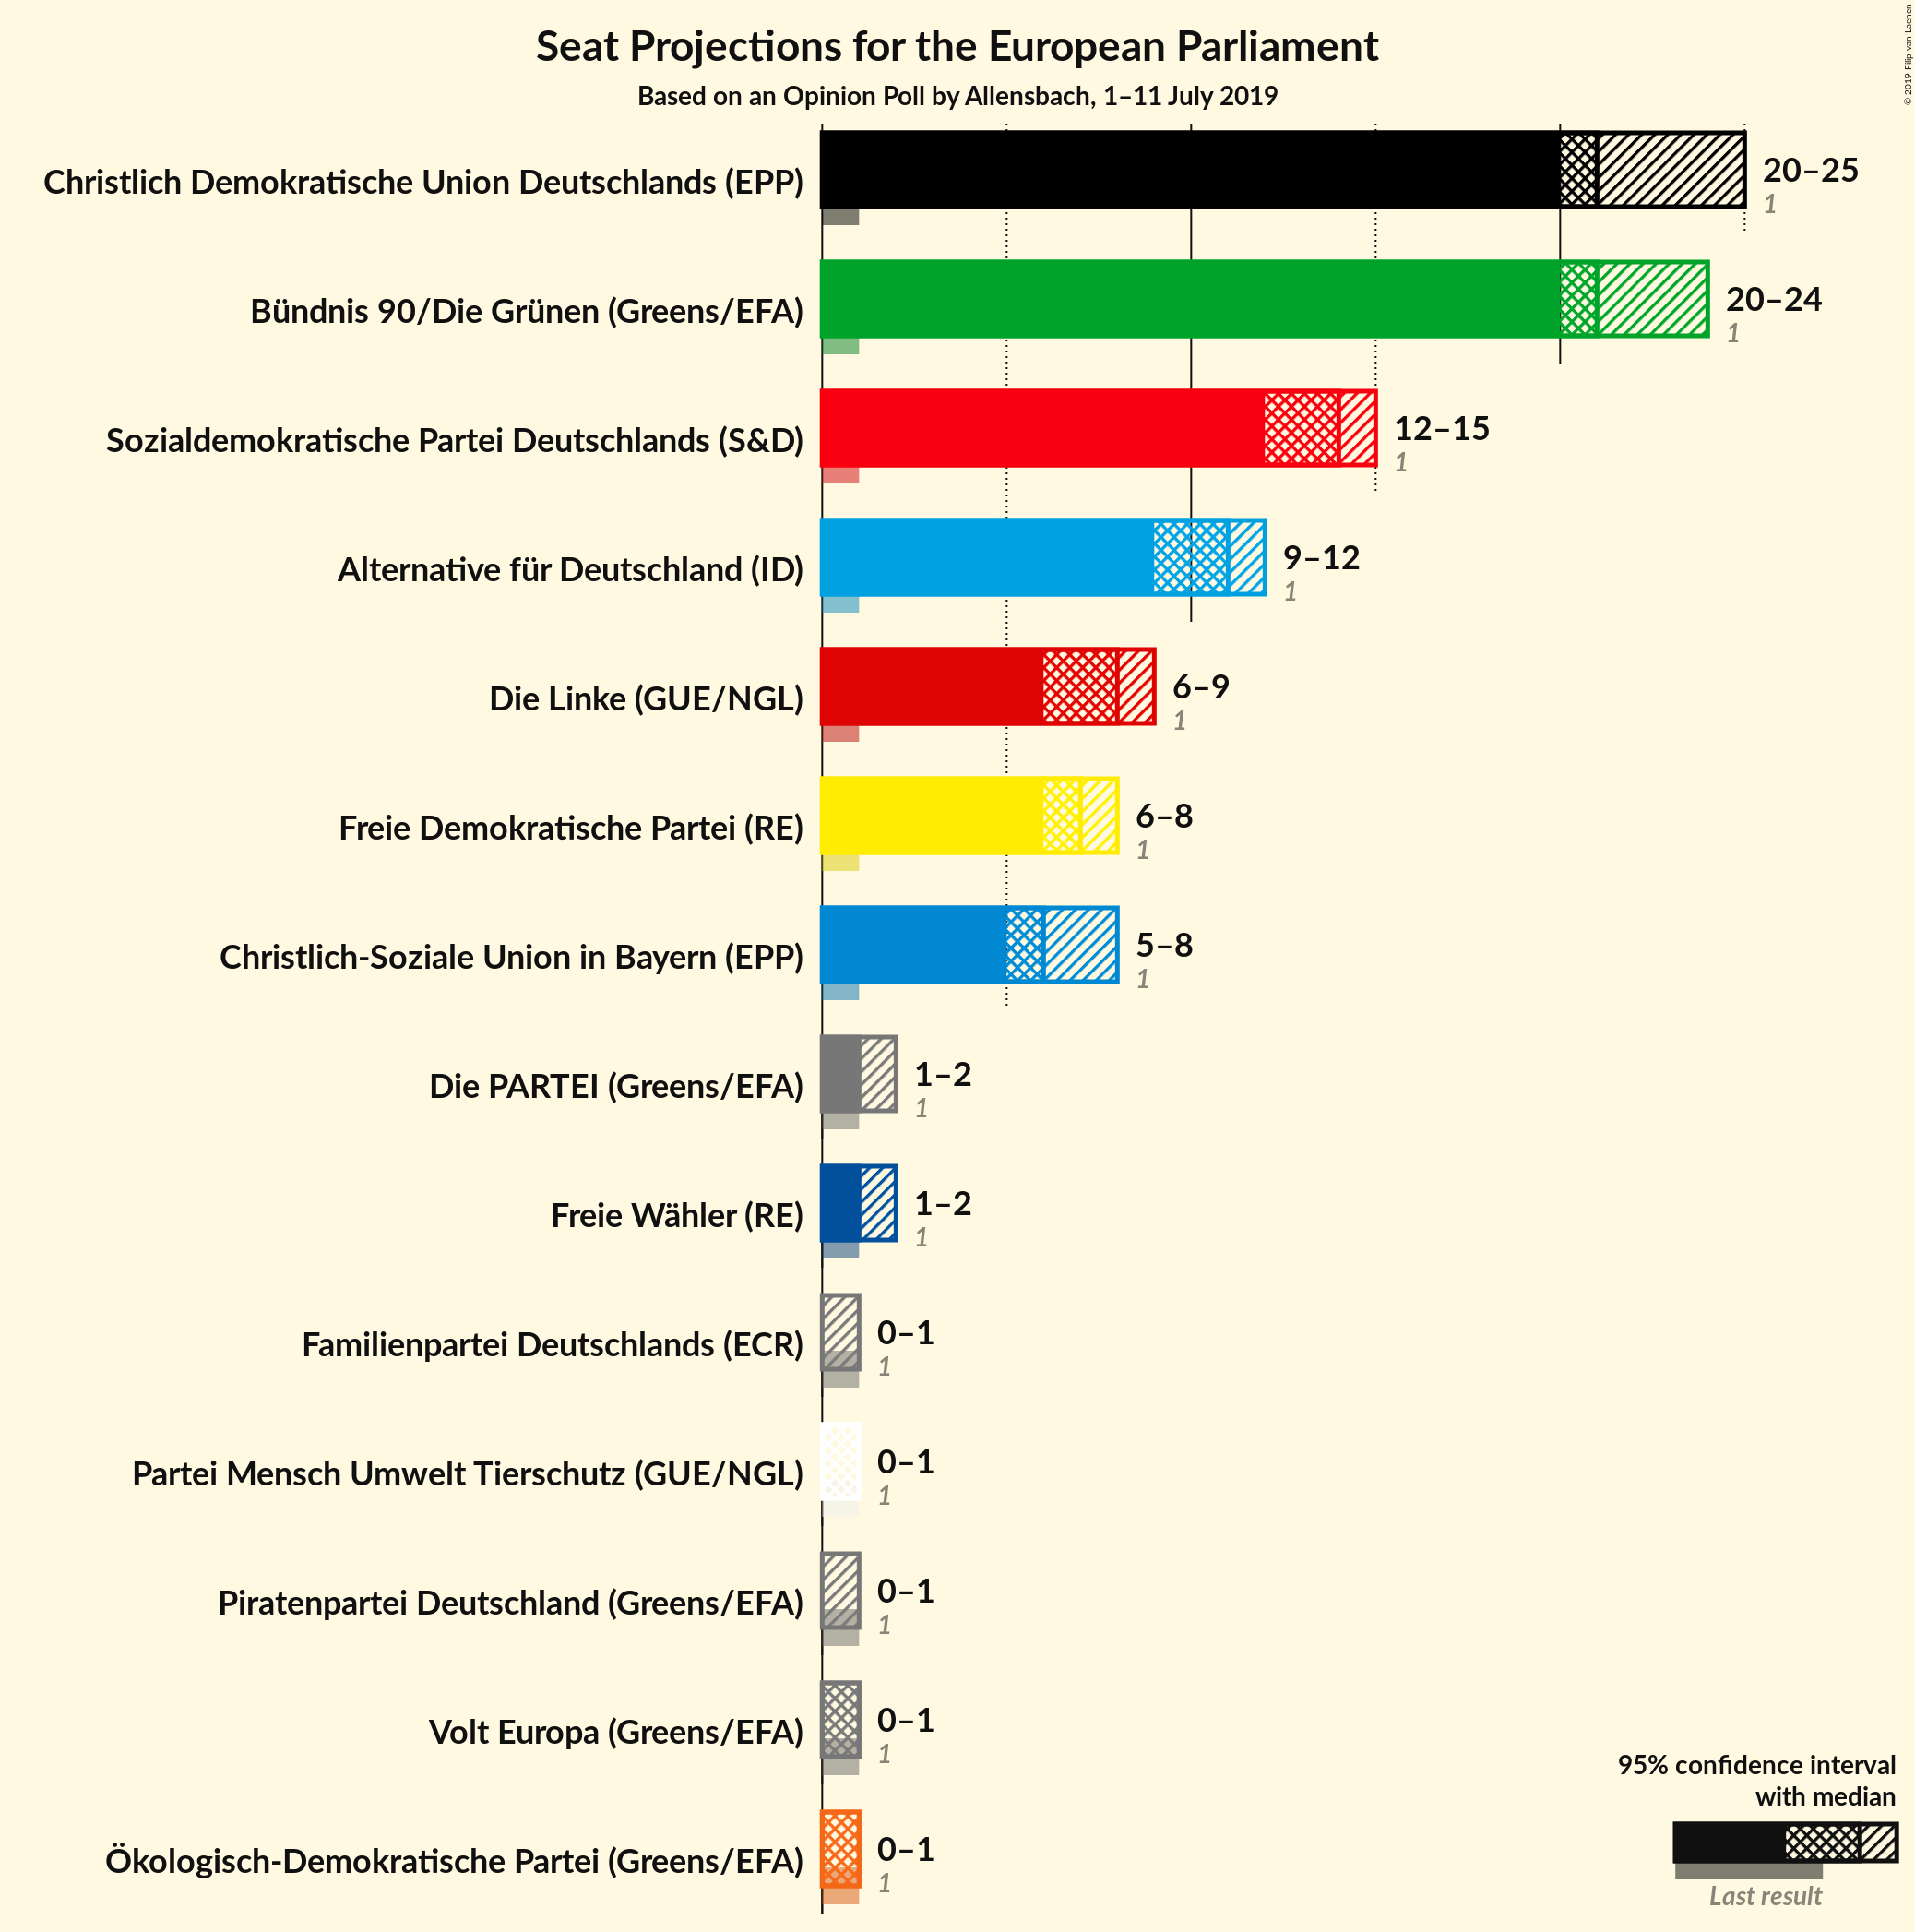 Seat Projections for the European Parliament
Based on an Opinion Poll by Allensbach, 1–11 July 2019
© 2019 Filip van Laenen
Christlich Demokratische Union Deutschlands (EPP)
20–25
1
Bündnis 90/Die Grünen (Greens/EFA)
20–24
1
Sozialdemokratische Partei Deutschlands (S&D)
12–15
1
Alternative für Deutschland (ID)
9–12
1
Die Linke (GUE/NGL)
6–9
1
Freie Demokratische Partei (RE)
6–8
1
Christlich-Soziale Union in Bayern (EPP)
5–8
1
Die PARTEI (Greens/EFA)
1–2
1
Freie Wähler (RE)
1–2
1
Familienpartei Deutschlands (ECR)
0–1
1
Partei Mensch Umwelt Tierschutz (GUE/NGL)
0–1
1
Piratenpartei Deutschland (Greens/EFA)
0–1
1
Volt Europa (Greens/EFA)
0–1
1
Ökologisch-Demokratische Partei (Greens/EFA)
0–1
1
95% confidence interval
with median
Last result